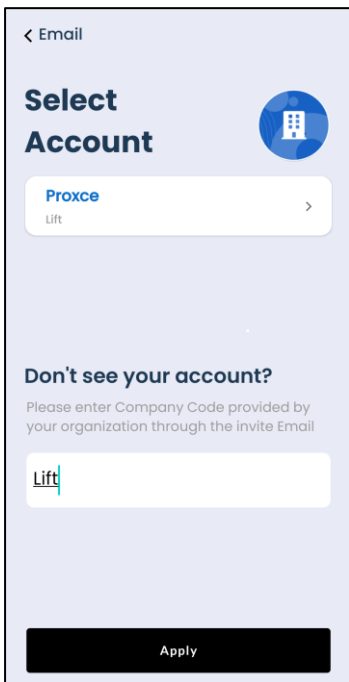 Email
Select
Account
Proxce
Lift
Don't see your account?
Please enter Company Code provided by
your organization through the invite Email
Lift
Apply